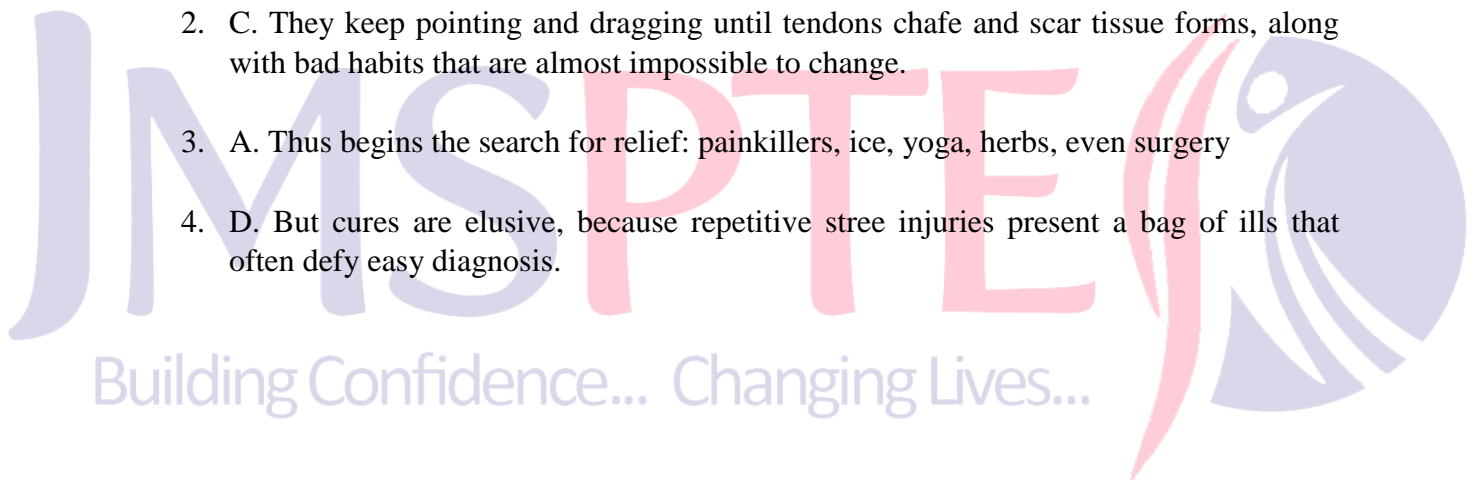 2. C. They keep pointing and dragging until tendons chafe and scar tissue forms, along
with bad habits that are almost impossible to change.
3. A. Thus begins the search for relief: painkillers, ice, yoga, herbs, even surgery
4. D. But cures are elusive, because repetitive stree injuries present a bag of ills that
often defy easy diagnosis.
JMSPTE
Building Confidence... Changing Lives...